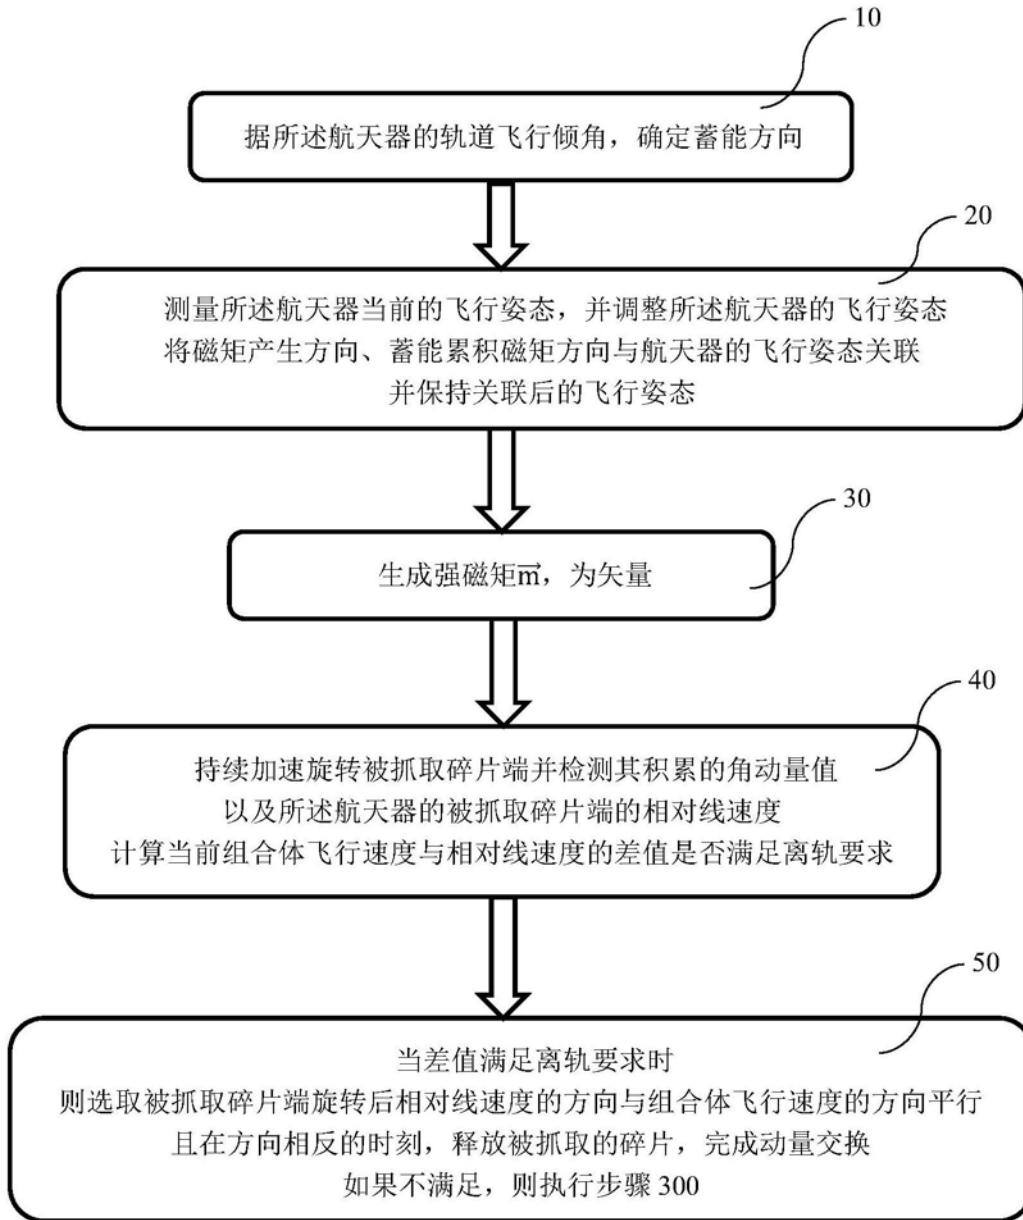 10
据所述航天器的轨道飞行倾角，确定蓄能方向
20
测量所述航天器当前的飞行姿态，并调整所述航天器的飞行姿态
将磁矩产生方向、蓄能累积磁矩方向与航天器的飞行姿态关联
并保持关联后的飞行姿态
30
生成强磁矩m⃗，为矢量
40
持续加速旋转被抓取碎片端并检测其积累的角动量值
以及所述航天器的被抓取碎片端的相对线速度
计算当前组合体飞行速度与相对线速度的差值是否满足离轨要求
50
当差值满足离轨要求时
则选取被抓取碎片端旋转后相对线速度的方向与组合体飞行速度的方向平行
且在方向相反的时刻，释放被抓取的碎片，完成动量交换
如果不满足，则执行步骤 300